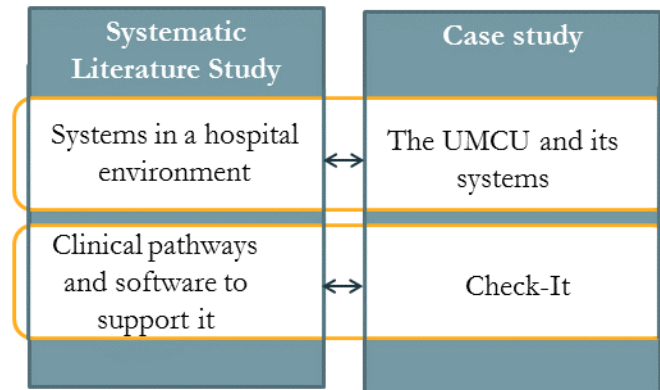 Systematic
Literature Study
Case study
Systems in a hospital
environment
The UMCU and its
systems
Clinical pathways
and software to
support it
Check-It